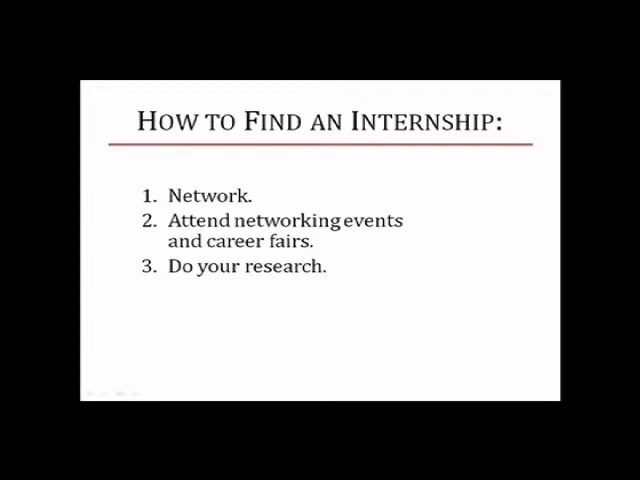 HOW TO FIND AN INTERNSHIP:
1. Network.
2. Attend networking events
and career fairs.
3. Do your research.